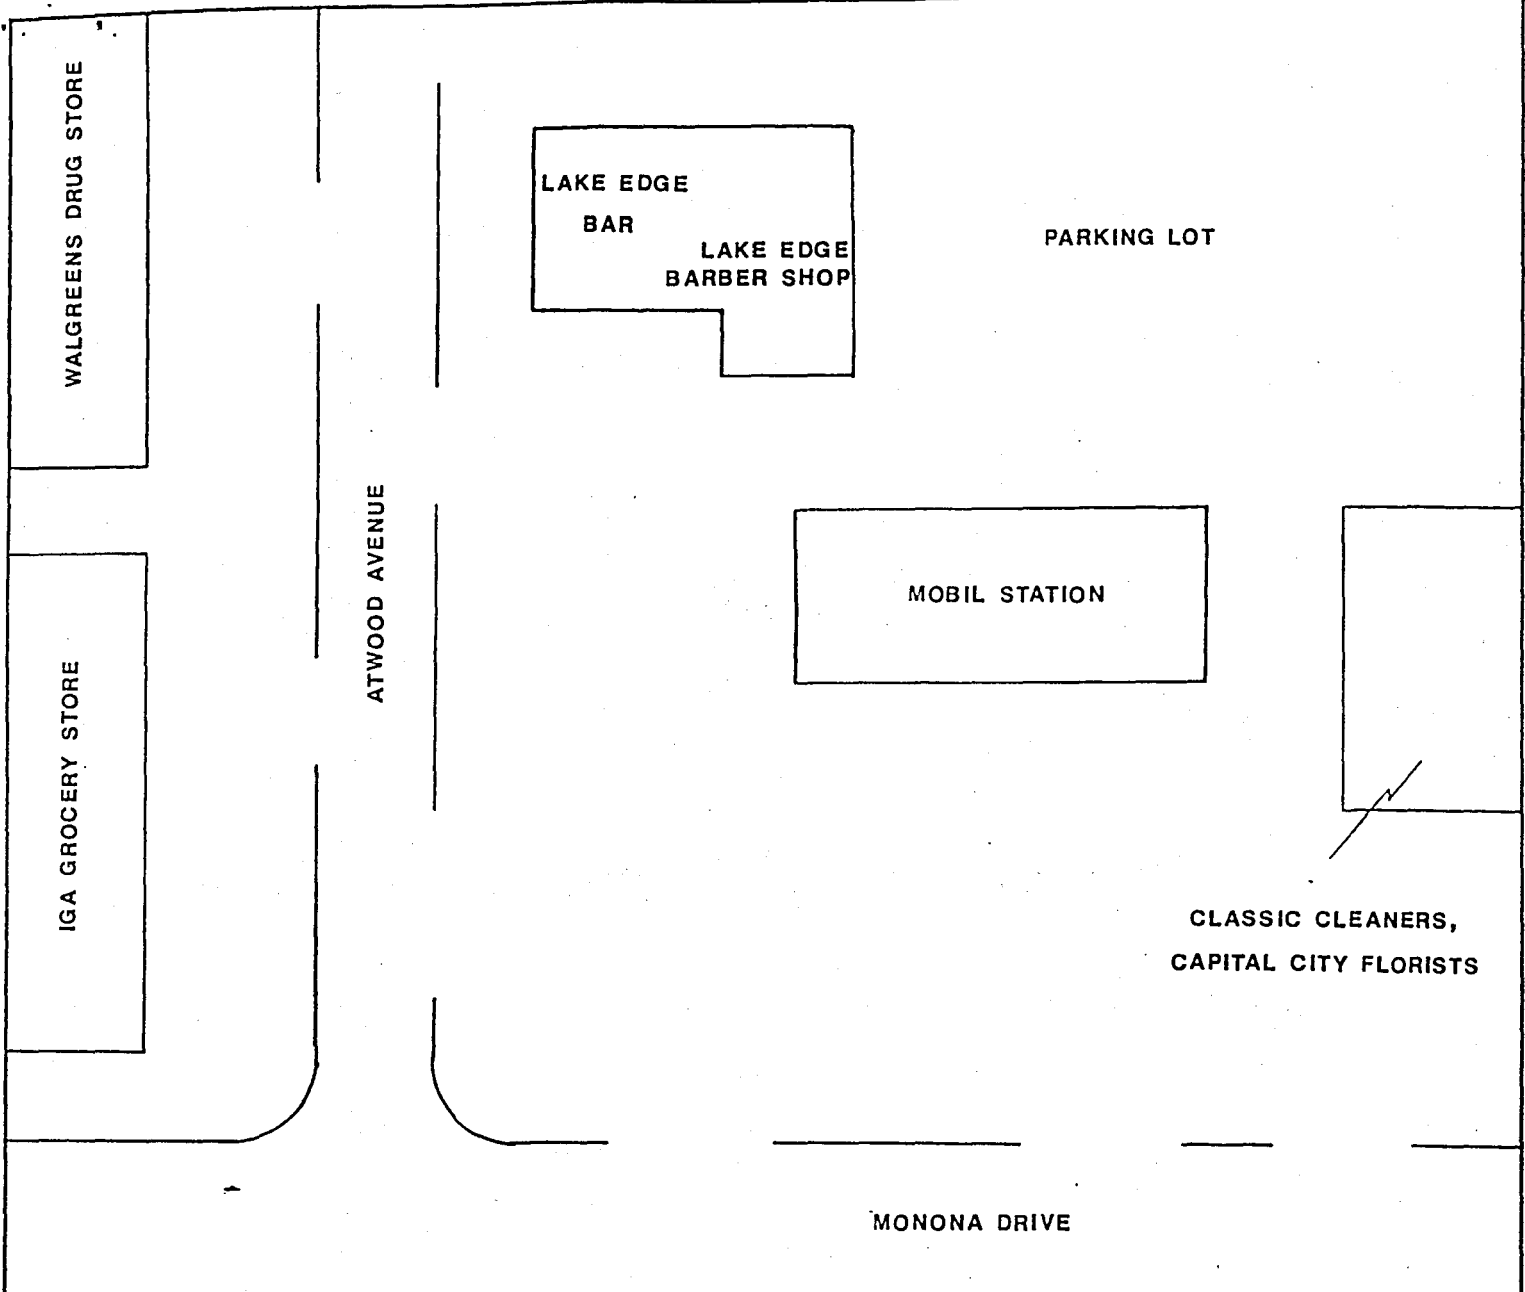 WALGREENS DRUG STORE
LAKE EDGE
BAR
LAKE EDGE
BARBER SHOP
PARKING LOT
ATWOOD AVENUE
MOBIL STATION
IGA GROCERY STORE
CLASSIC CLEANERS,
CAPITAL CITY FLORISTS
MONONA DRIVE